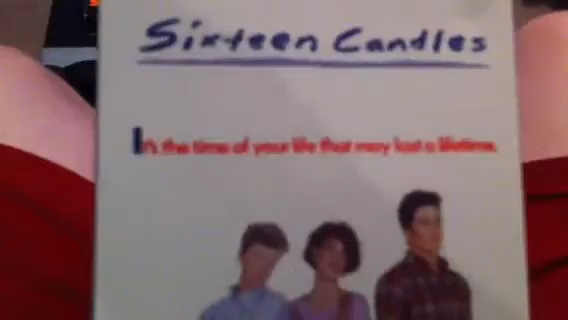 Sixteen Candles
It's the time of your life that may last a lifetime.